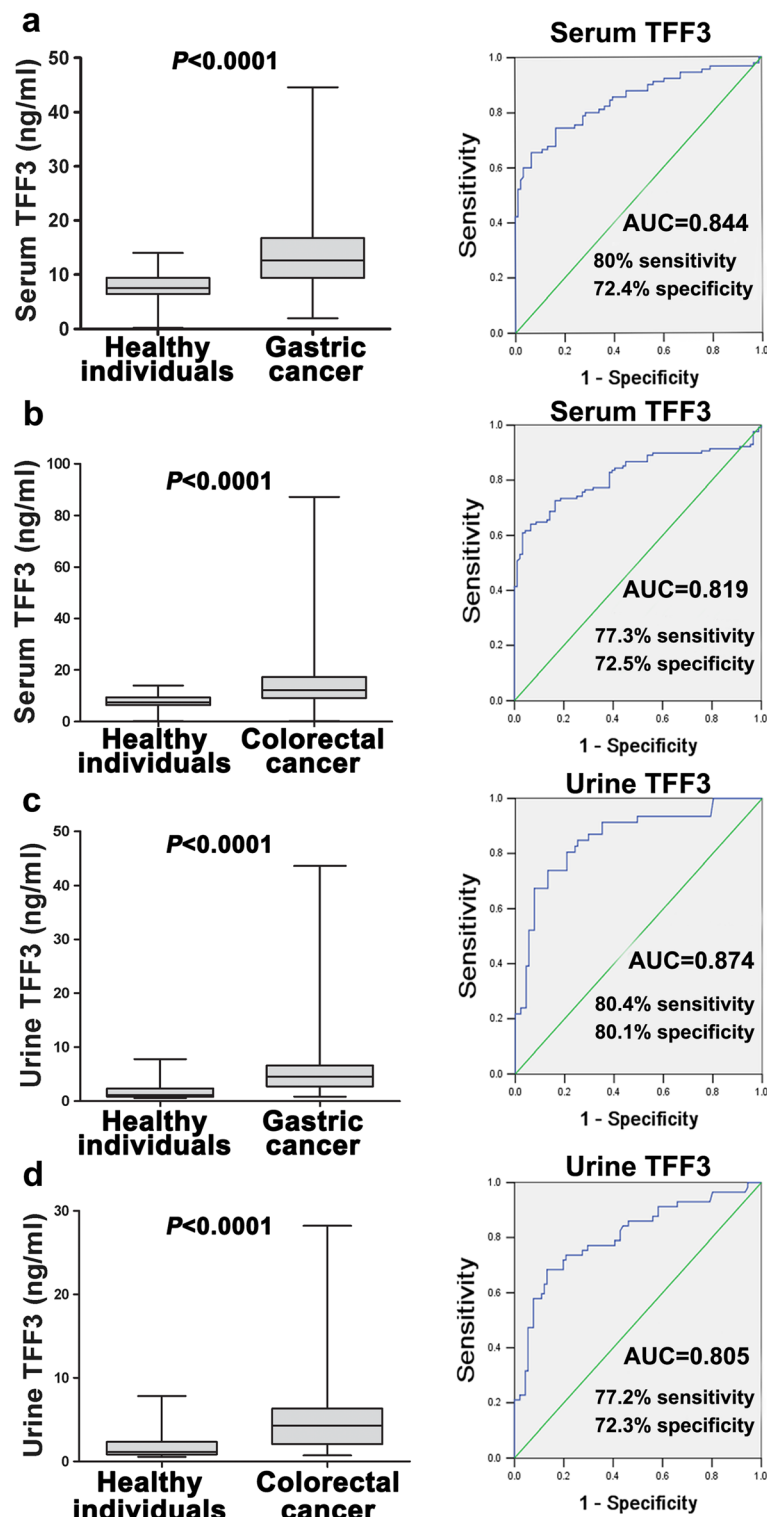 a
P<0.0001
Serum TFF3 (ng/ml)
50
40
30
20
10
0
Healthy
individuals
Gastric
cancer
Serum TFF3
Sensitivity
1.0
0.8
0.6
0.4
0.2
0.0
AUC=0.844
80% sensitivity
72.4% specificity
0.0 0.2 0.4 0.6 0.8 1.0
1 - Specificity
b
P<0.0001
Serum TFF3 (ng/ml)
100
80
60
40
20
0
Healthy
individuals
Colorectal
cancer
Serum TFF3
Sensitivity
1.0
0.8
0.6
0.4
0.2
0.0
AUC=0.819
77.3% sensitivity
72.5% specificity
0.0 0.2 0.4 0.6 0.8 1.0
1 - Specificity
c
P<0.0001
Urine TFF3 (ng/ml)
50
40
30
20
10
0
Healthy
individuals
Gastric
cancer
Urine TFF3
Sensitivity
1.0
0.8
0.6
0.4
0.2
0.0
AUC=0.874
80.4% sensitivity
80.1% specificity
0.0 0.2 0.4 0.6 0.8 1.0
1 - Specificity
d
P<0.0001
Urine TFF3 (ng/ml)
30
20
10
0
Healthy
individuals
Colorectal
cancer
Urine TFF3
Sensitivity
1.0
0.8
0.6
0.4
0.2
0.0
AUC=0.805
77.2% sensitivity
72.3% specificity
0.0 0.2 0.4 0.6 0.8 1.0
1 - Specificity